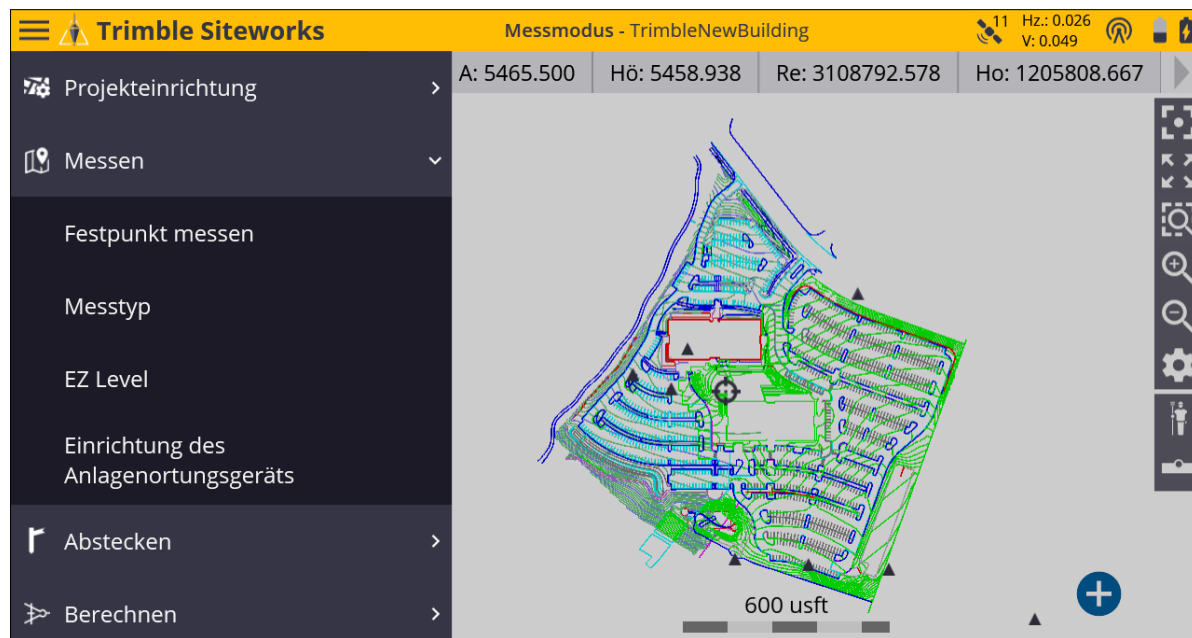 Trimble Siteworks
Messmodus - TrimbleNewBuilding
11
Hz.: 0.026
V: 0.049
Projekteinrichtung
A: 5465.500
Hö: 5458.938
Re: 3108792.578
Ho: 1205808.667
Messen
Festpunkt messen
Messtyp
EZ Level
Einrichtung des
Anlagenortungsgeräts
Abstecken
Berechnen
600 usft